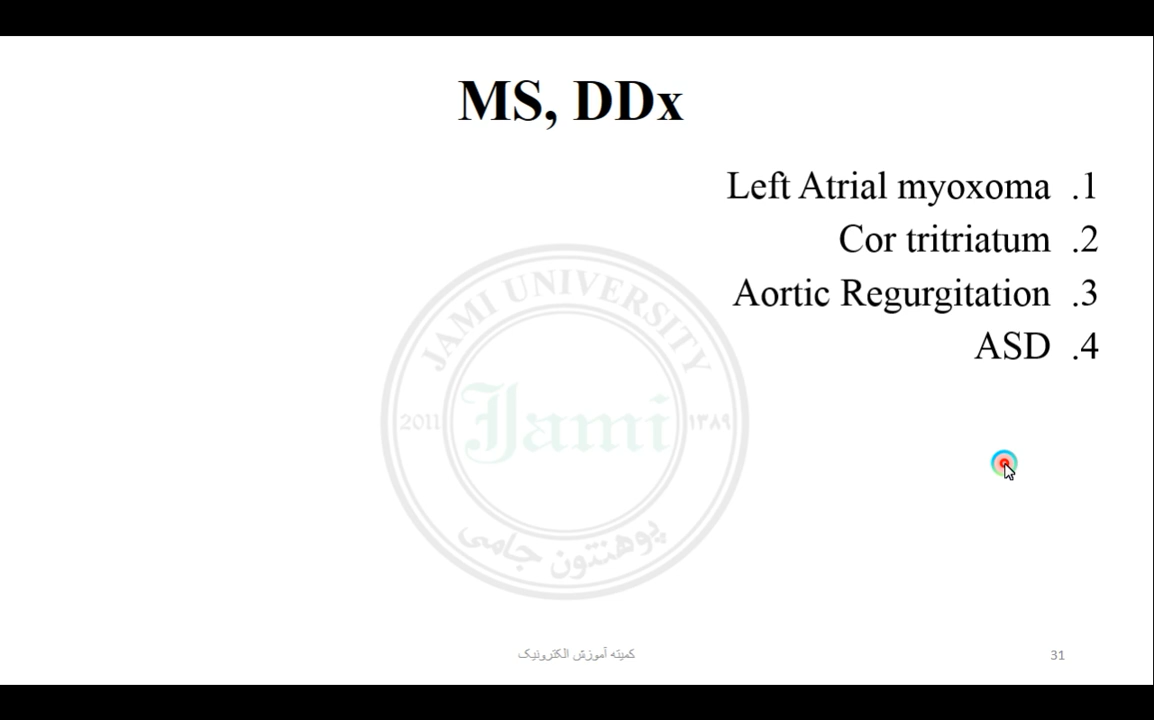 MS, DDx
.1 Left Atrial myoxoma
.2 Cor tritriatum
.3 Aortic Regurgitation
.4 ASD
JAMI UNIVERSITY
2011 Jami ۱۳۸۹
پوهنتون جامی
کمیته آموزش الکترونیک
31